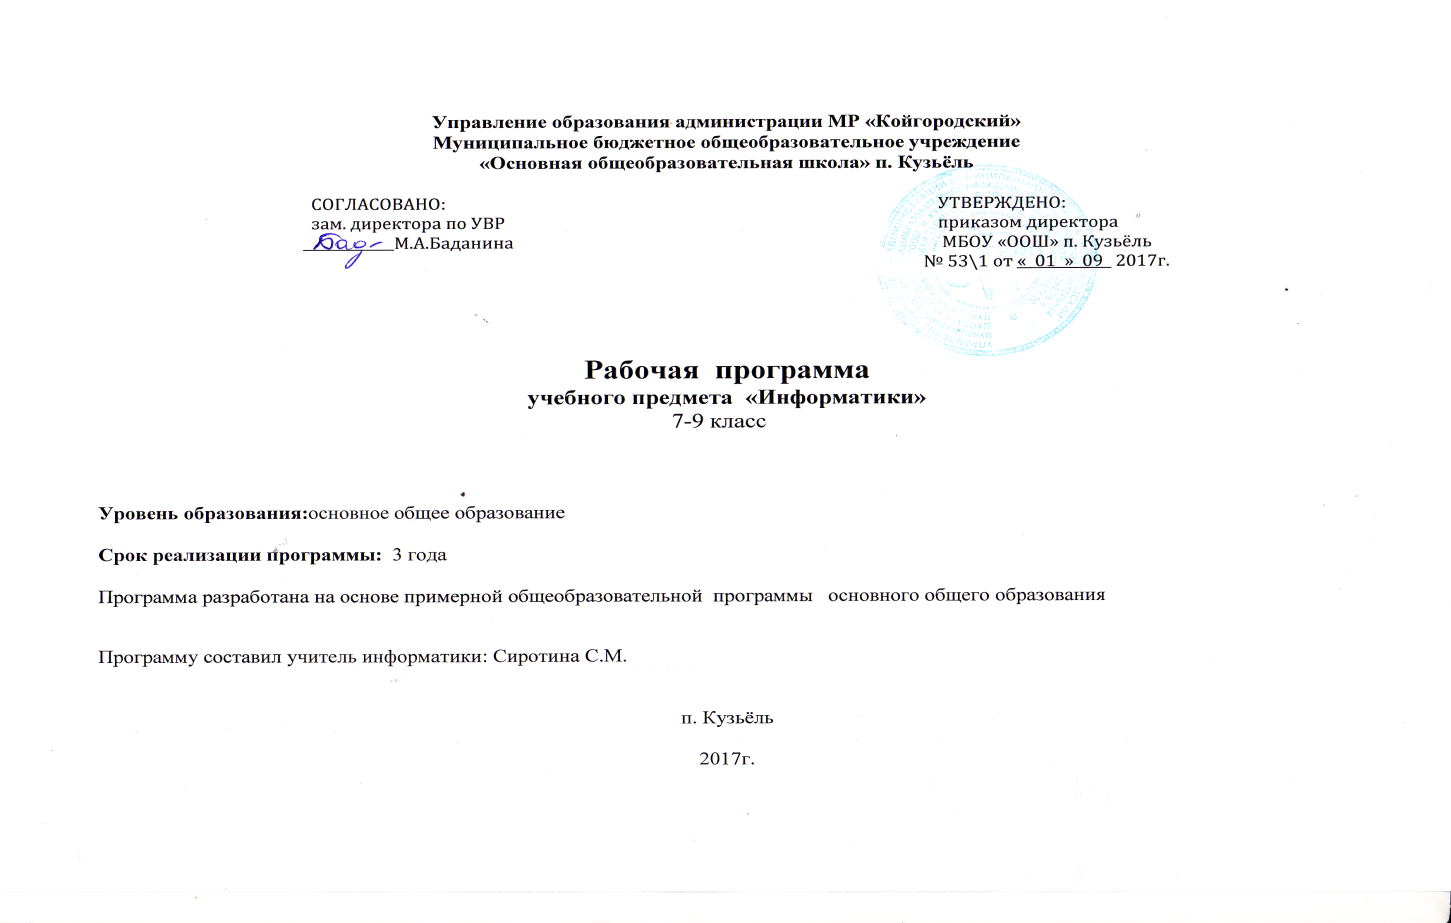 Управление образования администрации МР «Койгородский»
Муниципальное бюджетное общеобразовательное учреждение
«Основная общеобразовательная школа» п. Кузьёль
СОГЛАСОВАНО:
зам. директора по УВР
М.А.Баданина
УТВЕРЖДЕНО:
приказом директора
МБОУ «ООШ» п. Кузьёль
№ 53\1 от « 01 » 09 2017г.
Рабочая программа
учебного предмета «Информатики»
7-9 класс
Уровень образования:основное общее образование
Срок реализации программы: 3 года
Программа разработана на основе примерной общеобразовательной программы основного общего образования
Программу составил учитель информатики: Сиротина С.М.
п. Кузьёль
2017г.